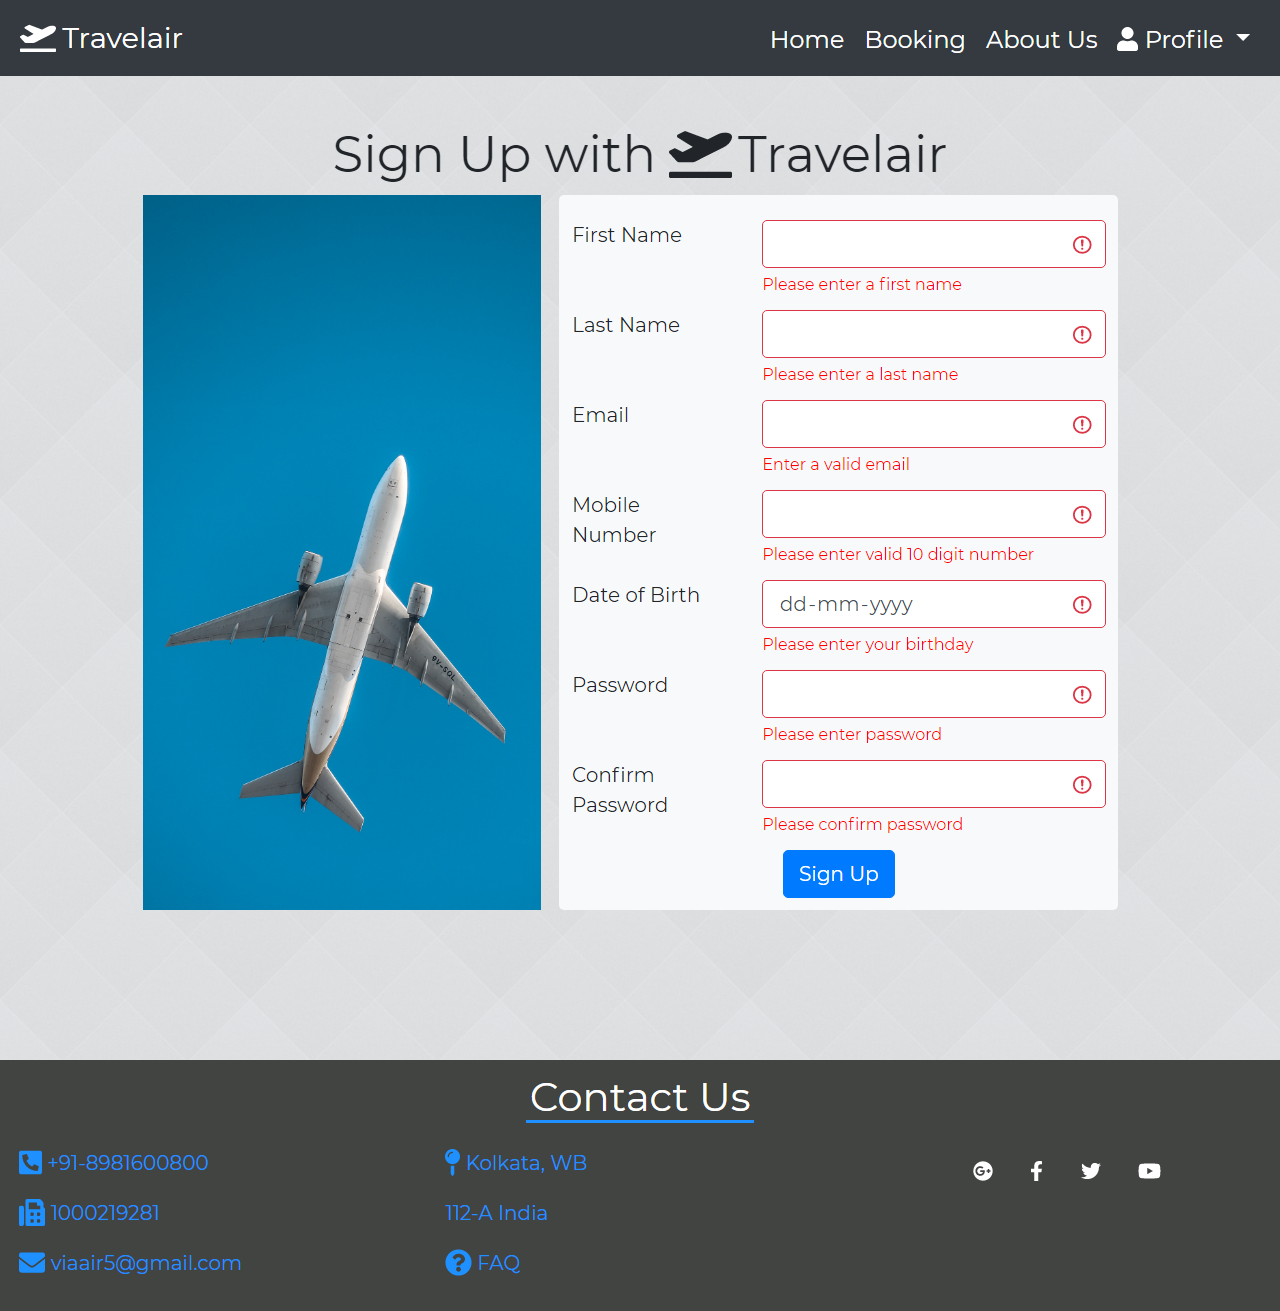 Travelair
Home Booking About Us Profile
Sign Up with Travelair
First Name
Please enter a first name
Last Name
Please enter a last name
Email
Enter a valid email
Mobile
Number
Please enter valid 10 digit number
Date of Birth
dd-mm-yyyy
Please enter your birthday
Password
Please enter password
Confirm
Password
Please confirm password
Sign Up
9V-SQL
Contact Us
+91-8981600800
1000219281
viaair5@gmail.com
Kolkata, WB
112-A India
FAQ